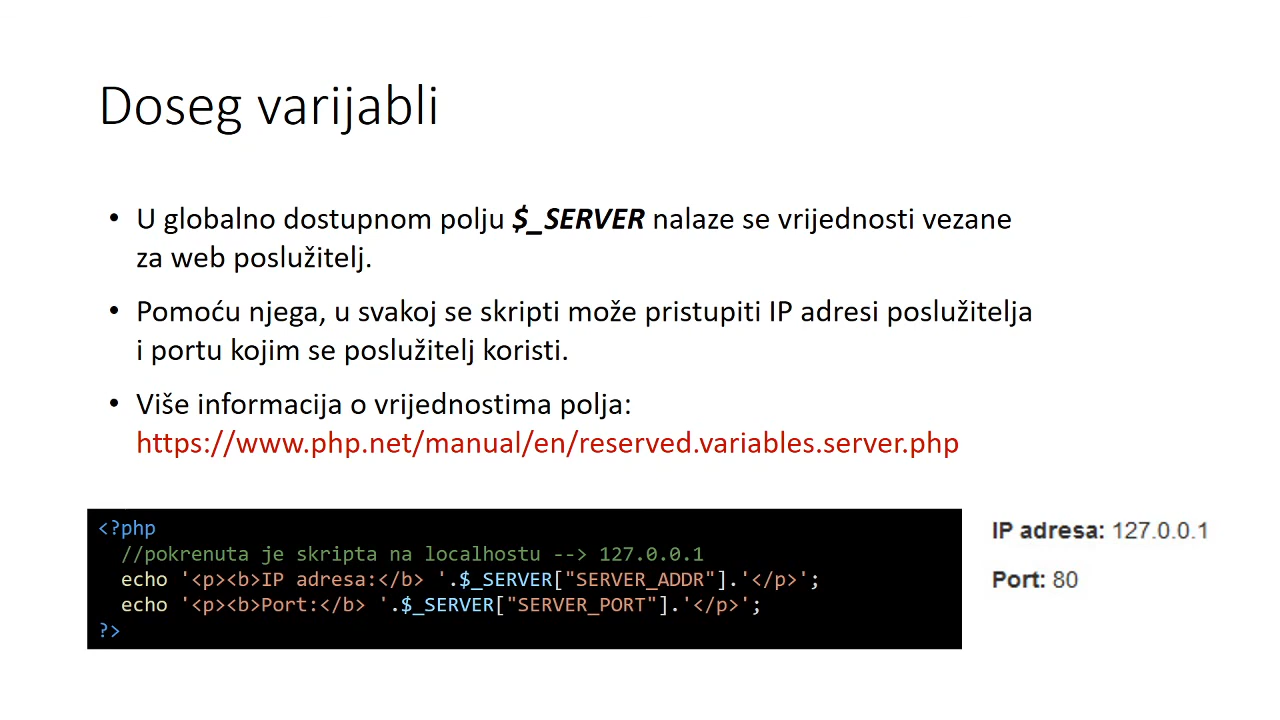 Doseg varijabli
• U globalno dostupnom polju $_SERVER nalaze se vrijednosti vezane
za web poslužitelj.
• Pomoću njega, u svakoj se skripti može pristupiti IP adresi poslužitelja
i portu kojim se poslužitelj koristi.
• Više informacija o vrijednostima polja:
https://www.php.net/manual/en/reserved.variables.server.php
<?php
//pokrenuta je skripta na localhostu --> 127.0.0.1
echo '<p><b>IP adresa:</b> '.$_SERVER["SERVER_ADDR"].'</p>';
echo '<p><b>Port:</b> '.$_SERVER["SERVER_PORT"].'</p>';
?>
IP adresa: 127.0.0.1
Port: 80